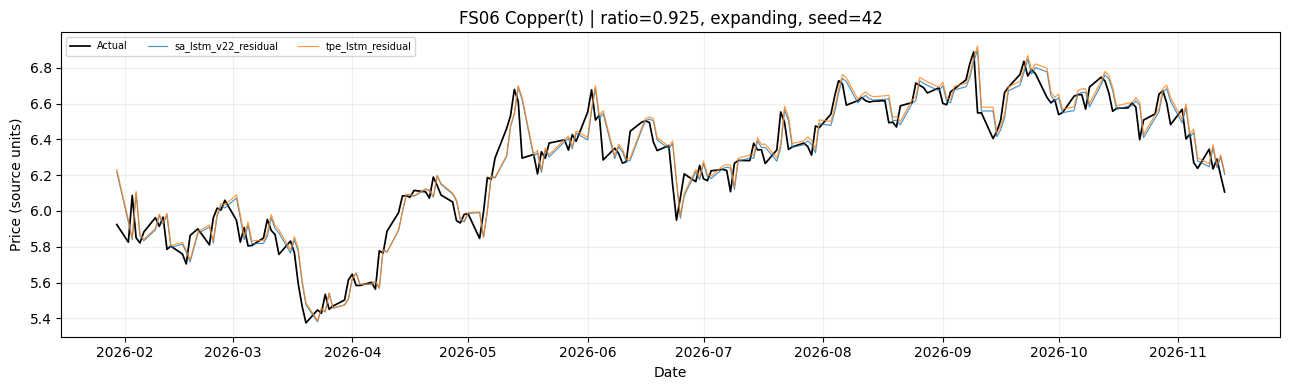 FS06 Copper(t) | ratio=0.925, expanding, seed=42
Actual sa_lstm_v22_residual tpe_lstm_residual
Price (source units)
6.8
6.6
6.4
6.2
6.0
5.8
5.6
5.4
2026-02 2026-03 2026-04 2026-05 2026-06 2026-07 2026-08 2026-09 2026-10 2026-11
Date